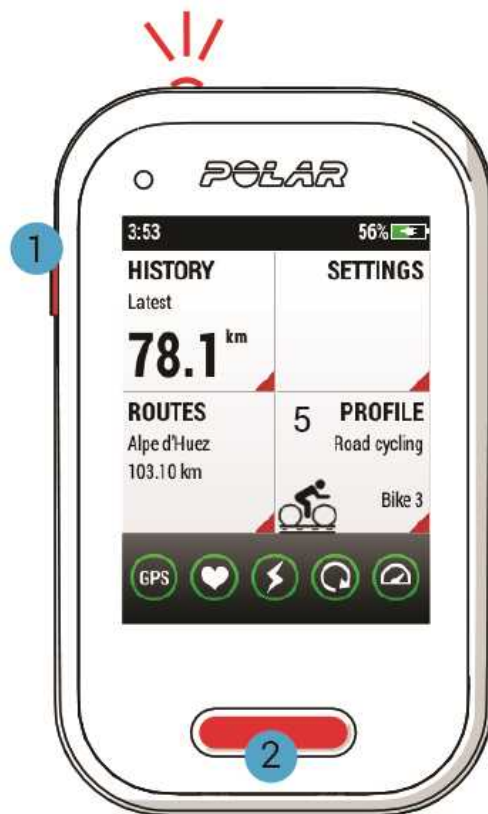 POLAR
1
3:53 56%
HISTORY
Latest
78.1 km
SETTINGS
ROUTES
Alpe d'Huez
103.10 km
5 PROFILE
Road cycling
Bike 3
GPS
2